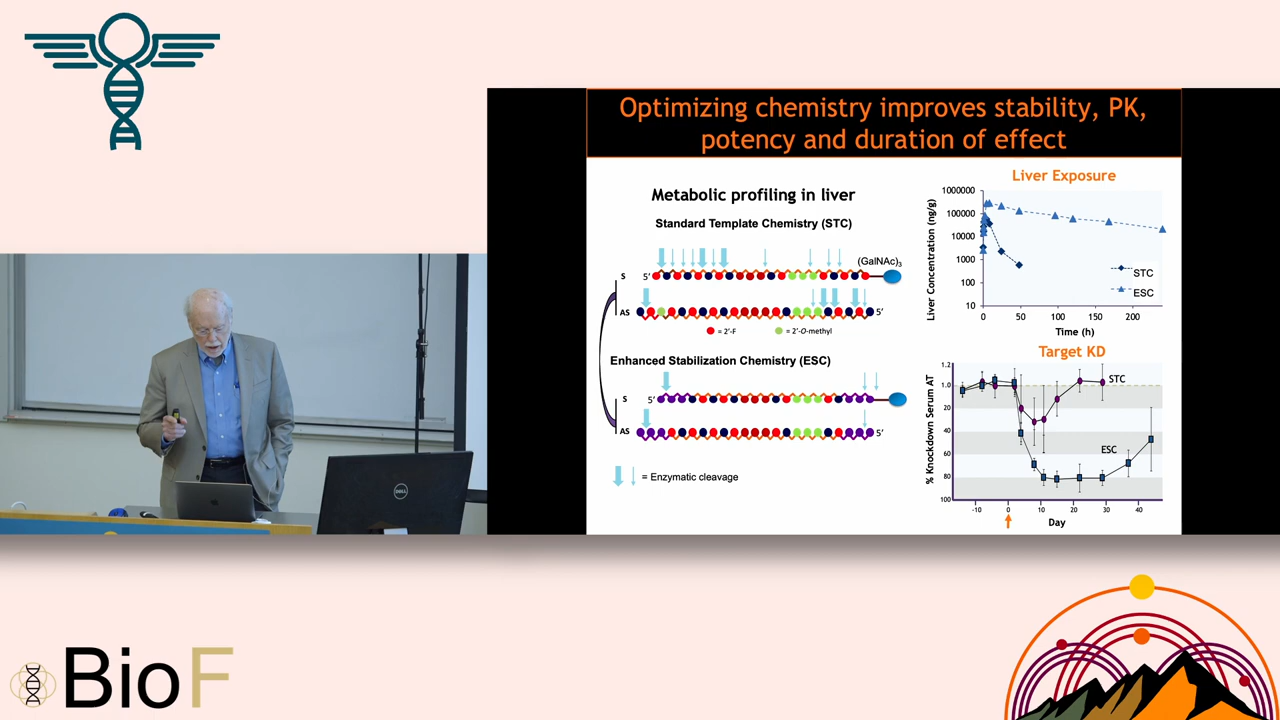 Optimizing chemistry improves stability, PK,
potency and duration of effect
Metabolic profiling in liver
Standard Template Chemistry (STC)
(GalNAc)3
S 5'
AS 5'
= 2'-F = 2'-O-methyl
Enhanced Stabilization Chemistry (ESC)
S 5'
AS 5'
= Enzymatic cleavage
Liver Exposure
Liver Concentration (ng/g)
1000000
100000
10000
1000
100
10
0 50 100 150 200
Time (h)
STC
ESC
Target KD
% Knockdown Serum AT
1.2
1.0
20
40
60
80
100
STC
ESC
-10 0 10 20 30 40
Day
DELL
BioF